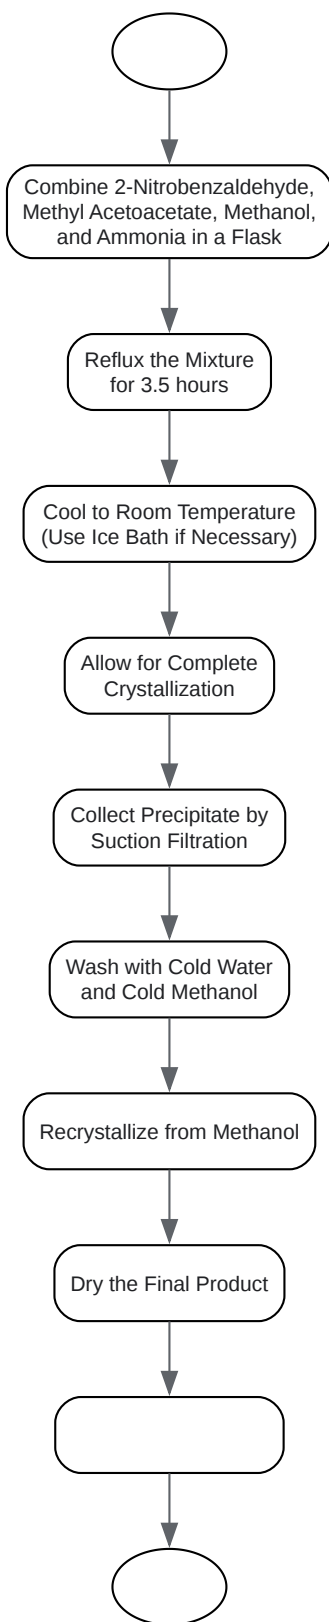 Combine 2-Nitrobenzaldehyde,
Methyl Acetoacetate, Methanol,
and Ammonia in a Flask
Reflux the Mixture
for 3.5 hours
Cool to Room Temperature
(Use Ice Bath if Necessary)
Allow for Complete
Crystallization
Collect Precipitate by
Suction Filtration
Wash with Cold Water
and Cold Methanol
Recrystallize from Methanol
Dry the Final Product